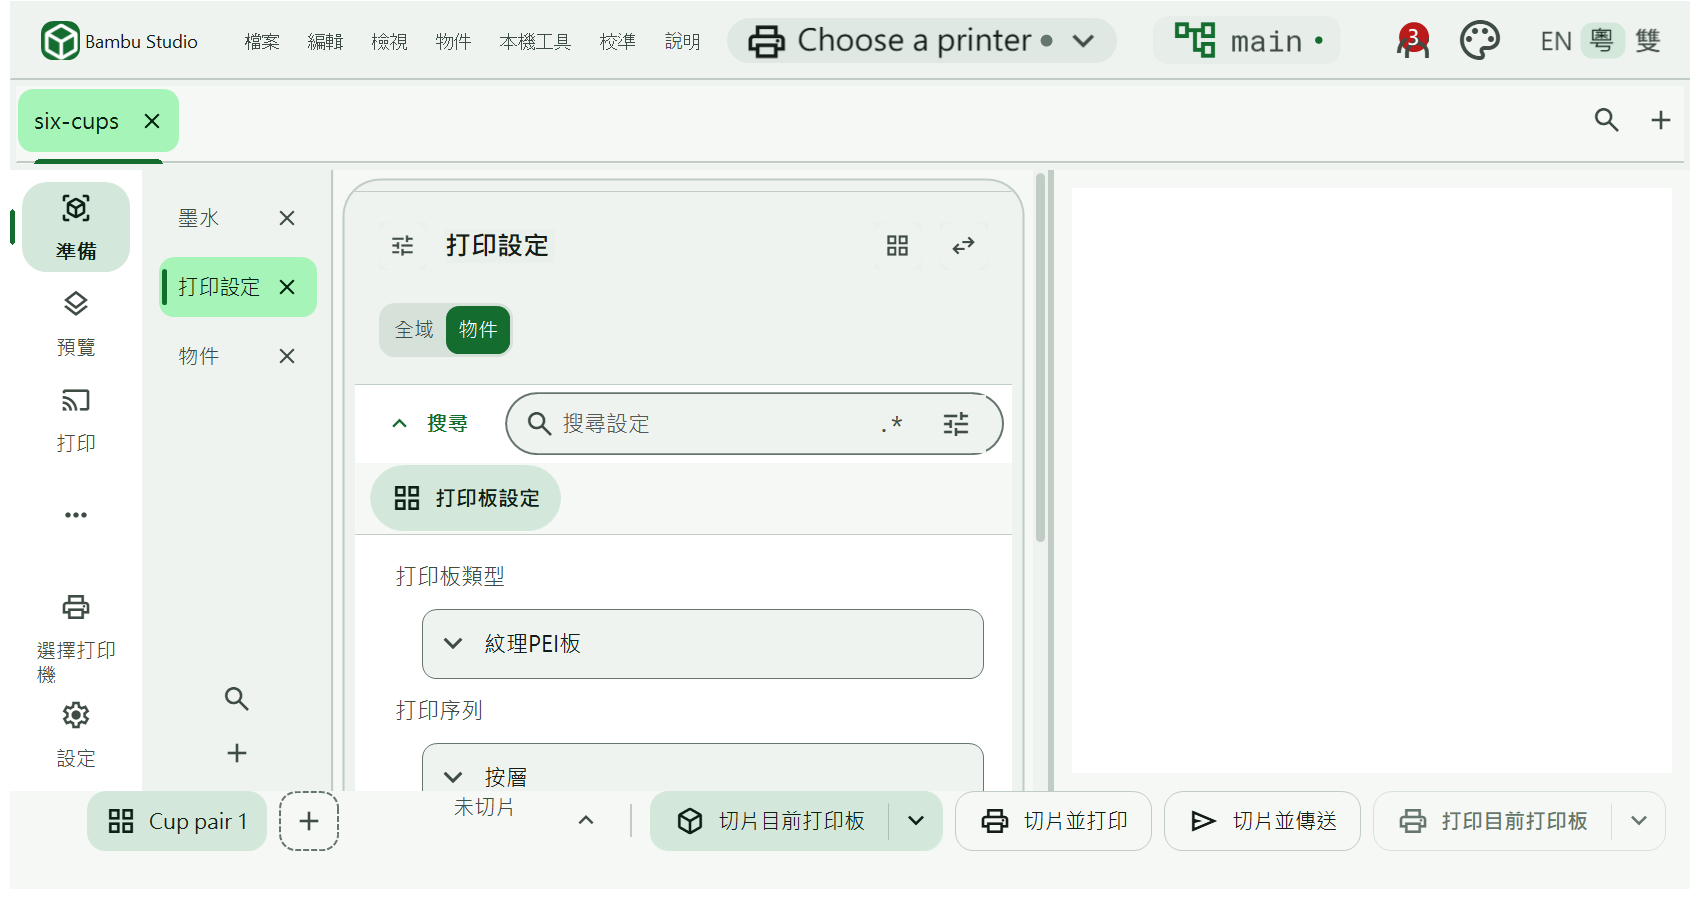 Bambu Studio 檔案 編輯 檢視 物件 本機工具 校準 說明 Choose a printer main 3 EN 粵 雙
six-cups
準備
預覽
打印
選擇打印
機
設定
墨水
打印設定
物件
打印設定
全域 物件
搜尋 搜尋設定 .*
打印板設定
打印板類型
紋理PEI板
打印序列
按層
Cup pair 1 未切片 切片目前打印板 切片並打印 切片並傳送 打印目前打印板